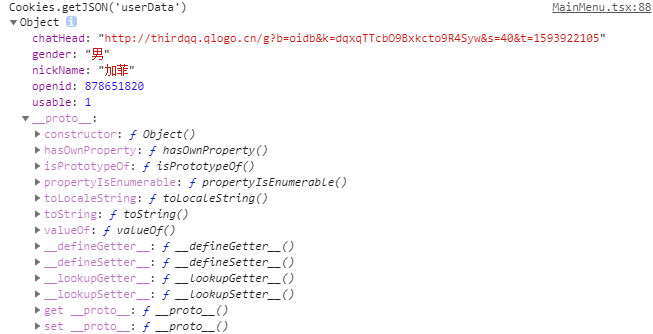 Cookies.getJSON('userData') MainMenu.tsx:88
▼Object i
chatHead: "http://thirdqq.qlogo.cn/g?b=oidb&k=dqxqTTcbO9Bxkcto9R4Syw&s=40&t=1593922105"
gender: "男"
nickName: "加菲"
openid: 878651820
usable: 1
▼__proto__:
▶constructor: ƒ Object()
▶hasOwnProperty: ƒ hasOwnProperty()
▶isPrototypeOf: ƒ isPrototypeOf()
▶propertyIsEnumerable: ƒ propertyIsEnumerable()
▶toLocaleString: ƒ toLocaleString()
▶toString: ƒ toString()
▶valueOf: ƒ valueOf()
▶__defineGetter__: ƒ __defineGetter__()
▶__defineSetter__: ƒ __defineSetter__()
▶__lookupGetter__: ƒ __lookupGetter__()
▶__lookupSetter__: ƒ __lookupSetter__()
▶get __proto__: ƒ __proto__()
▶set __proto__: ƒ __proto__()